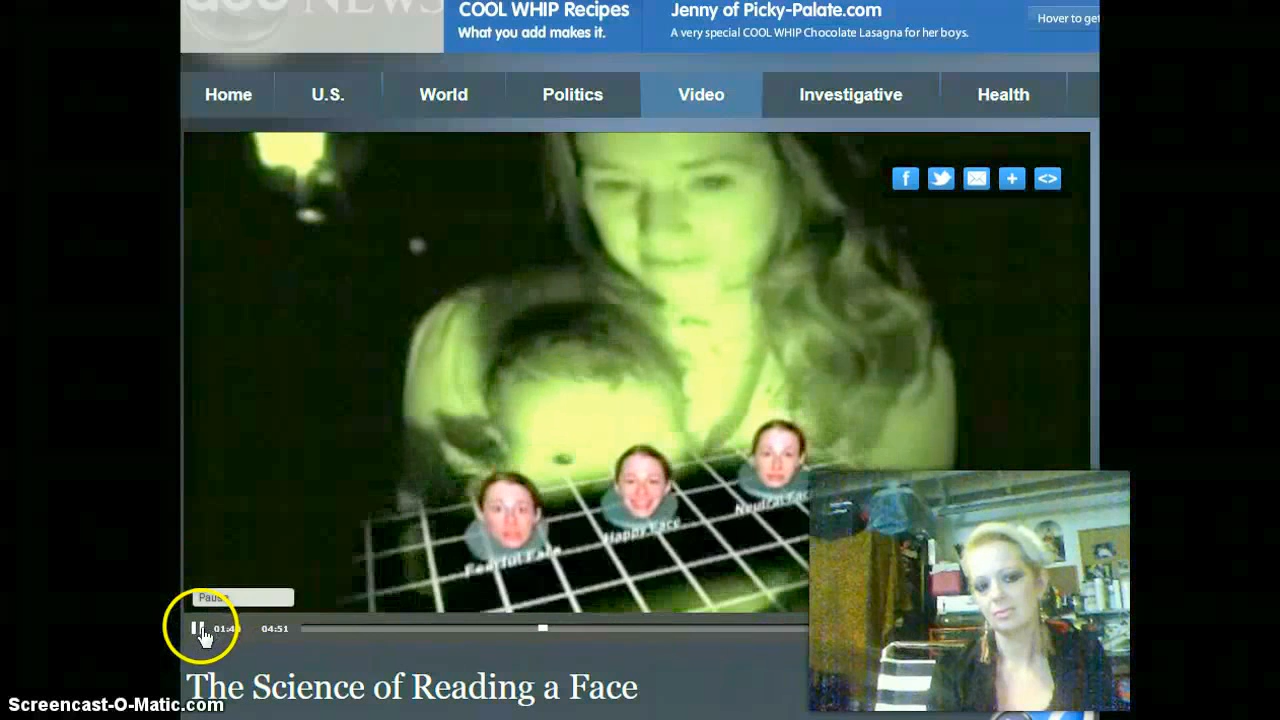 NEWS
COOL WHIP Recipes
What you add makes it.
Jenny of Picky-Palate.com
A very special COOL WHIP Chocolate Lasagna for her boys.
Hover to get
Home
U.S.
World
Politics
Video
Investigative
Health
Fearful Face
Happy Face
Neutral Fac
Pause
04:51
The Science of Reading a Face
Screencast-O-Matic.com